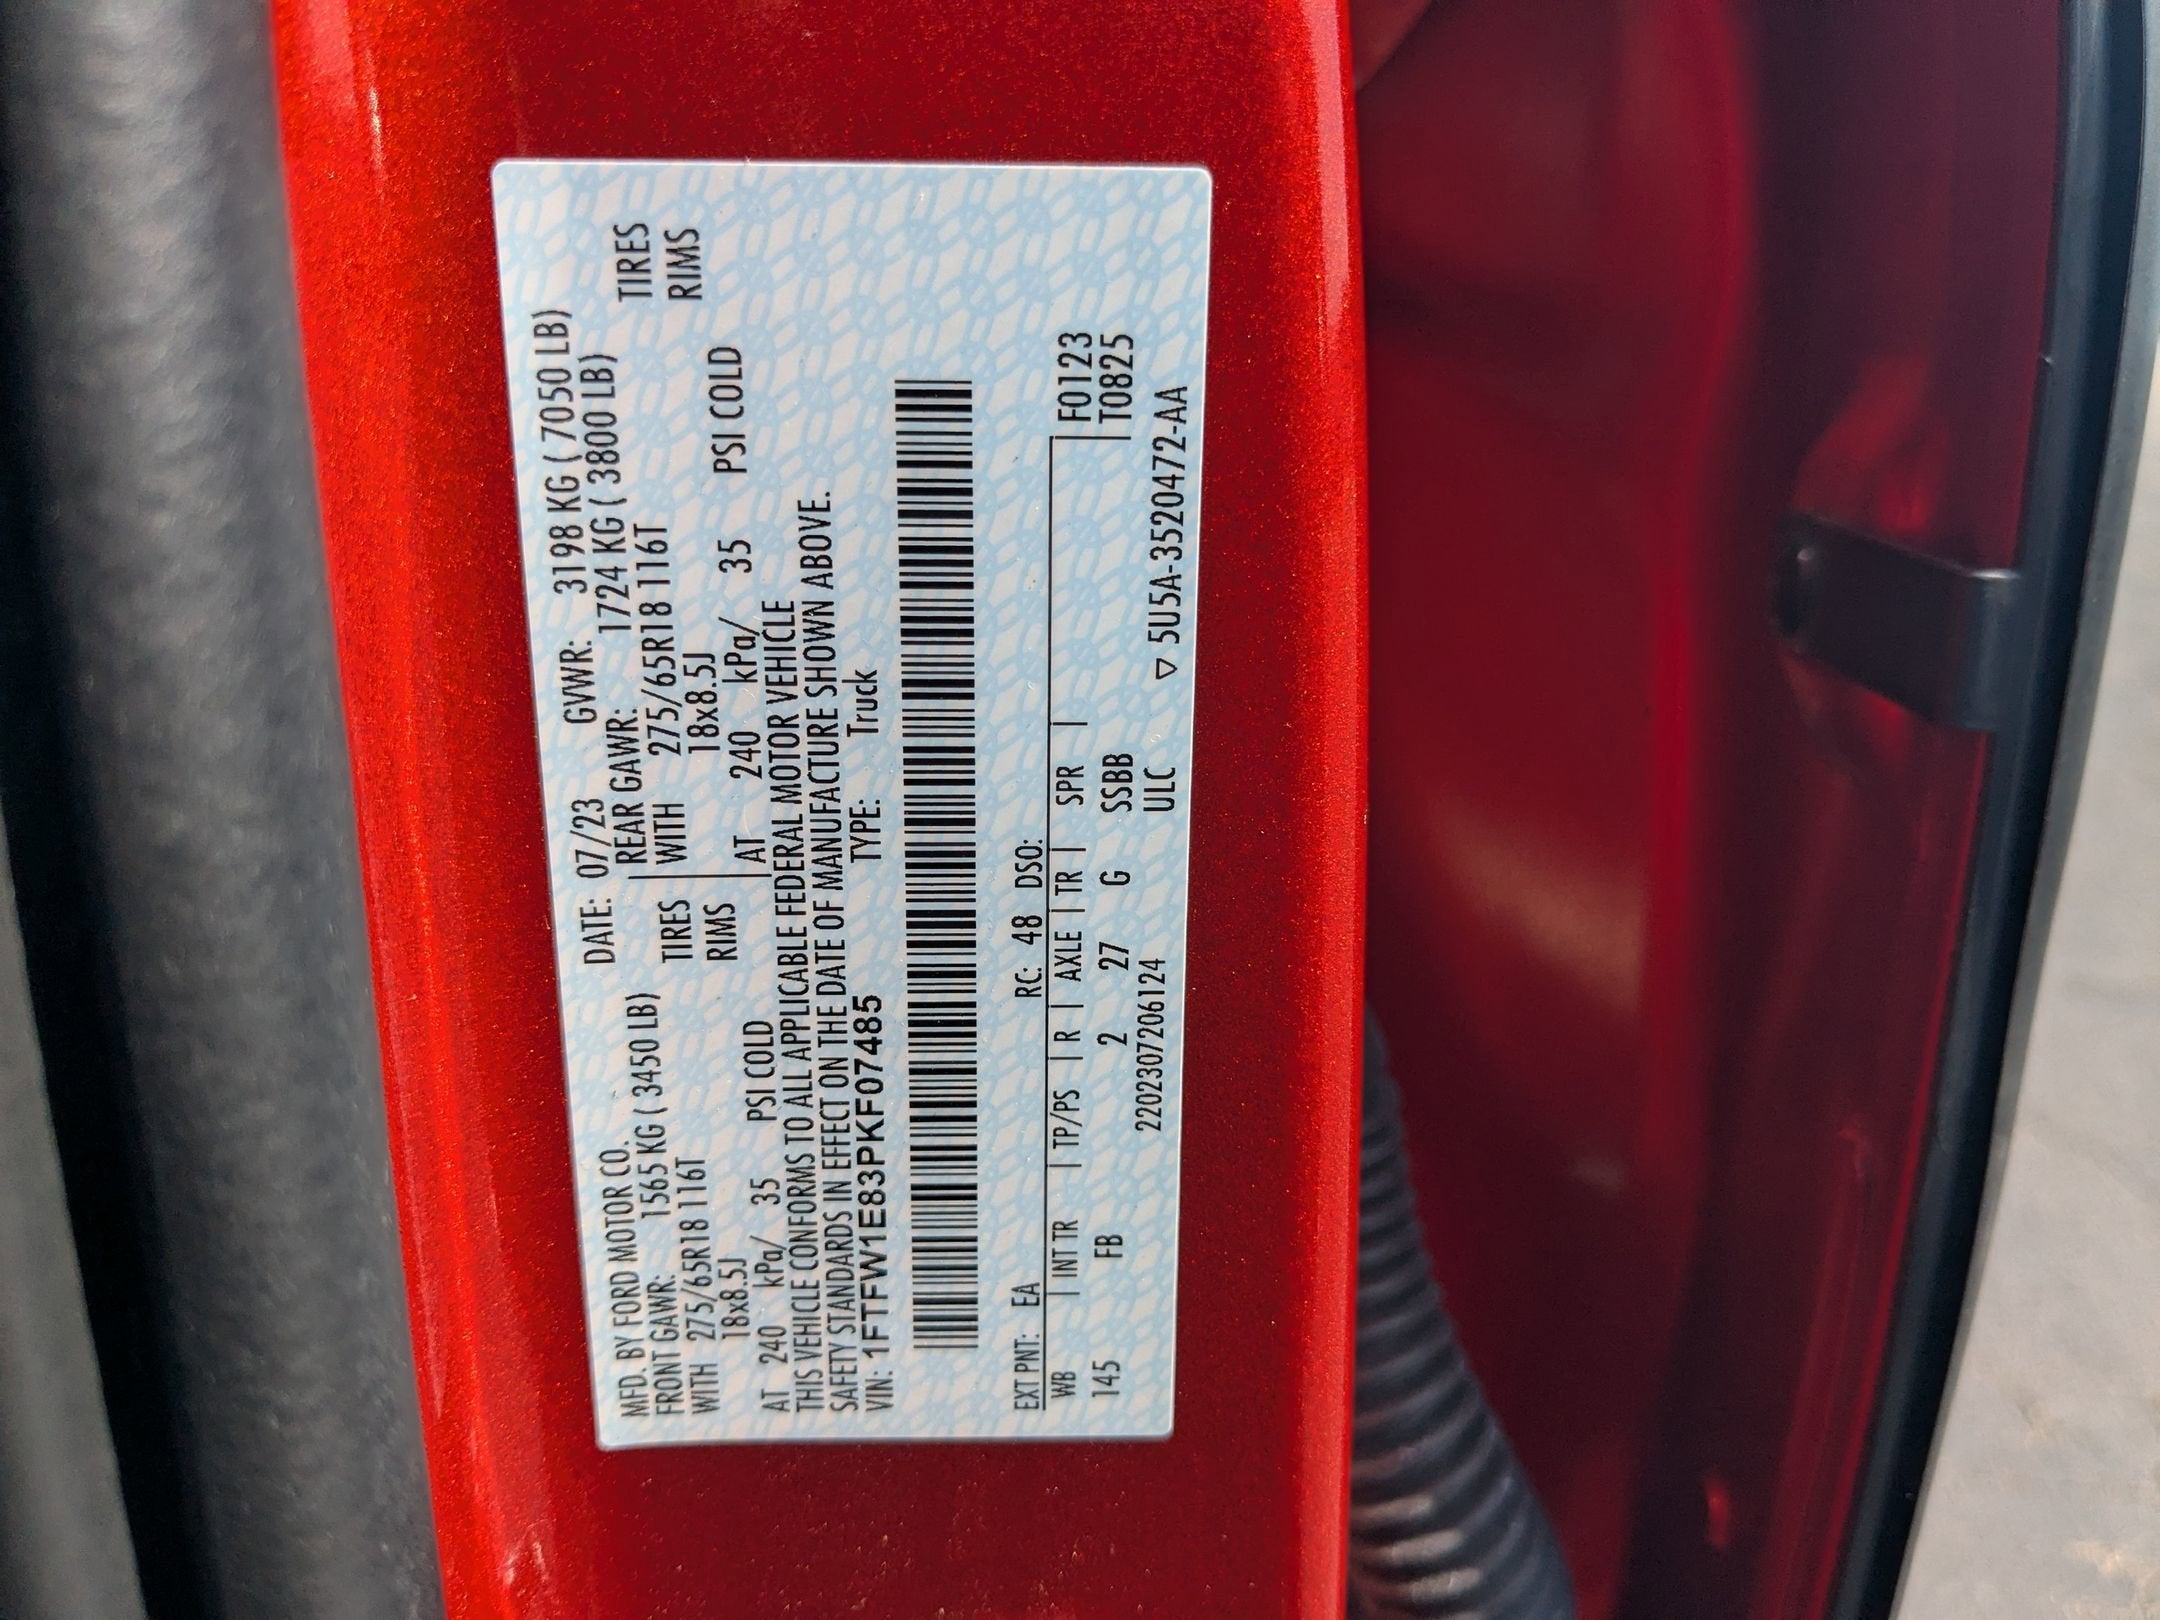 MFD. BY FORD MOTOR CO. DATE: 07/23 GVWR: 3198 KG ( 7050 LB)
FRONT GAWR: 1565 KG ( 3450 LB) REAR GAWR: 1724 KG ( 3800 LB)
WITH 275/65R18 116T TIRES WITH 275/65R18 116T TIRES
18x8.5J RIMS 18x8.5J RIMS
AT 240 kPa/ 35 PSI COLD AT 240 kPa/ 35 PSI COLD
THIS VEHICLE CONFORMS TO ALL APPLICABLE FEDERAL MOTOR VEHICLE
SAFETY STANDARDS IN EFFECT ON THE DATE OF MANUFACTURE SHOWN ABOVE.
VIN: 1FTFW1E83PKF07485 TYPE: Truck
EXT PNT: EA RC: 48 DSO:
WB | INT TR | TP/PS | R | AXLE | TR | SPR | F0123
145 FB 2 27 G SSBB T0825
2202307206124 ULC ▽ 5U5A-3520472-AA